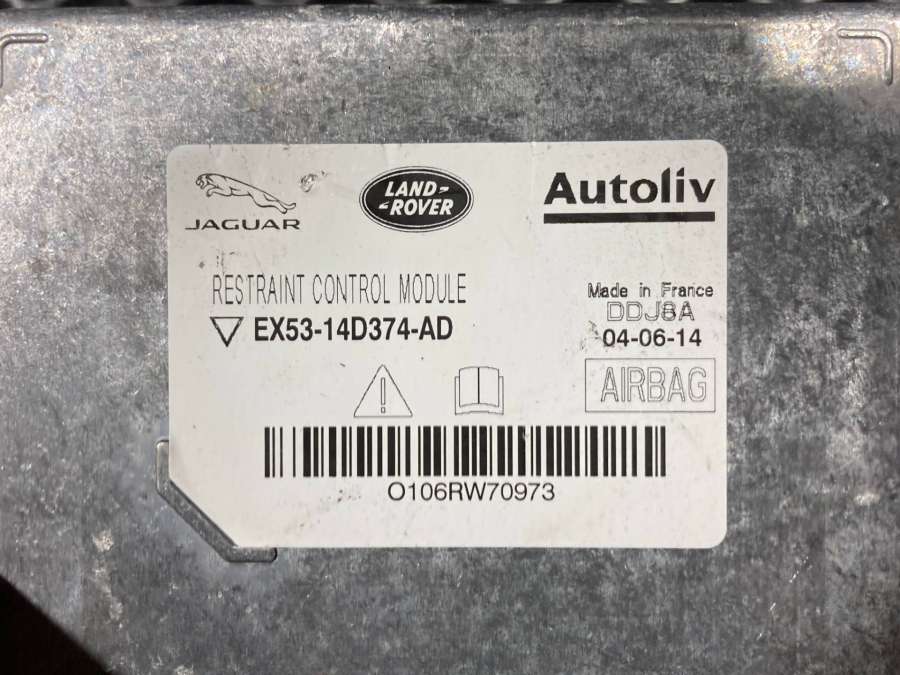 JAGUAR
LAND-
-ROVER
Autoliv
RESTRAINT CONTROL MODULE
EX53-14D374-AD
Made in France
DDJ8A
04-06-14
AIRBAG
O106RW70973